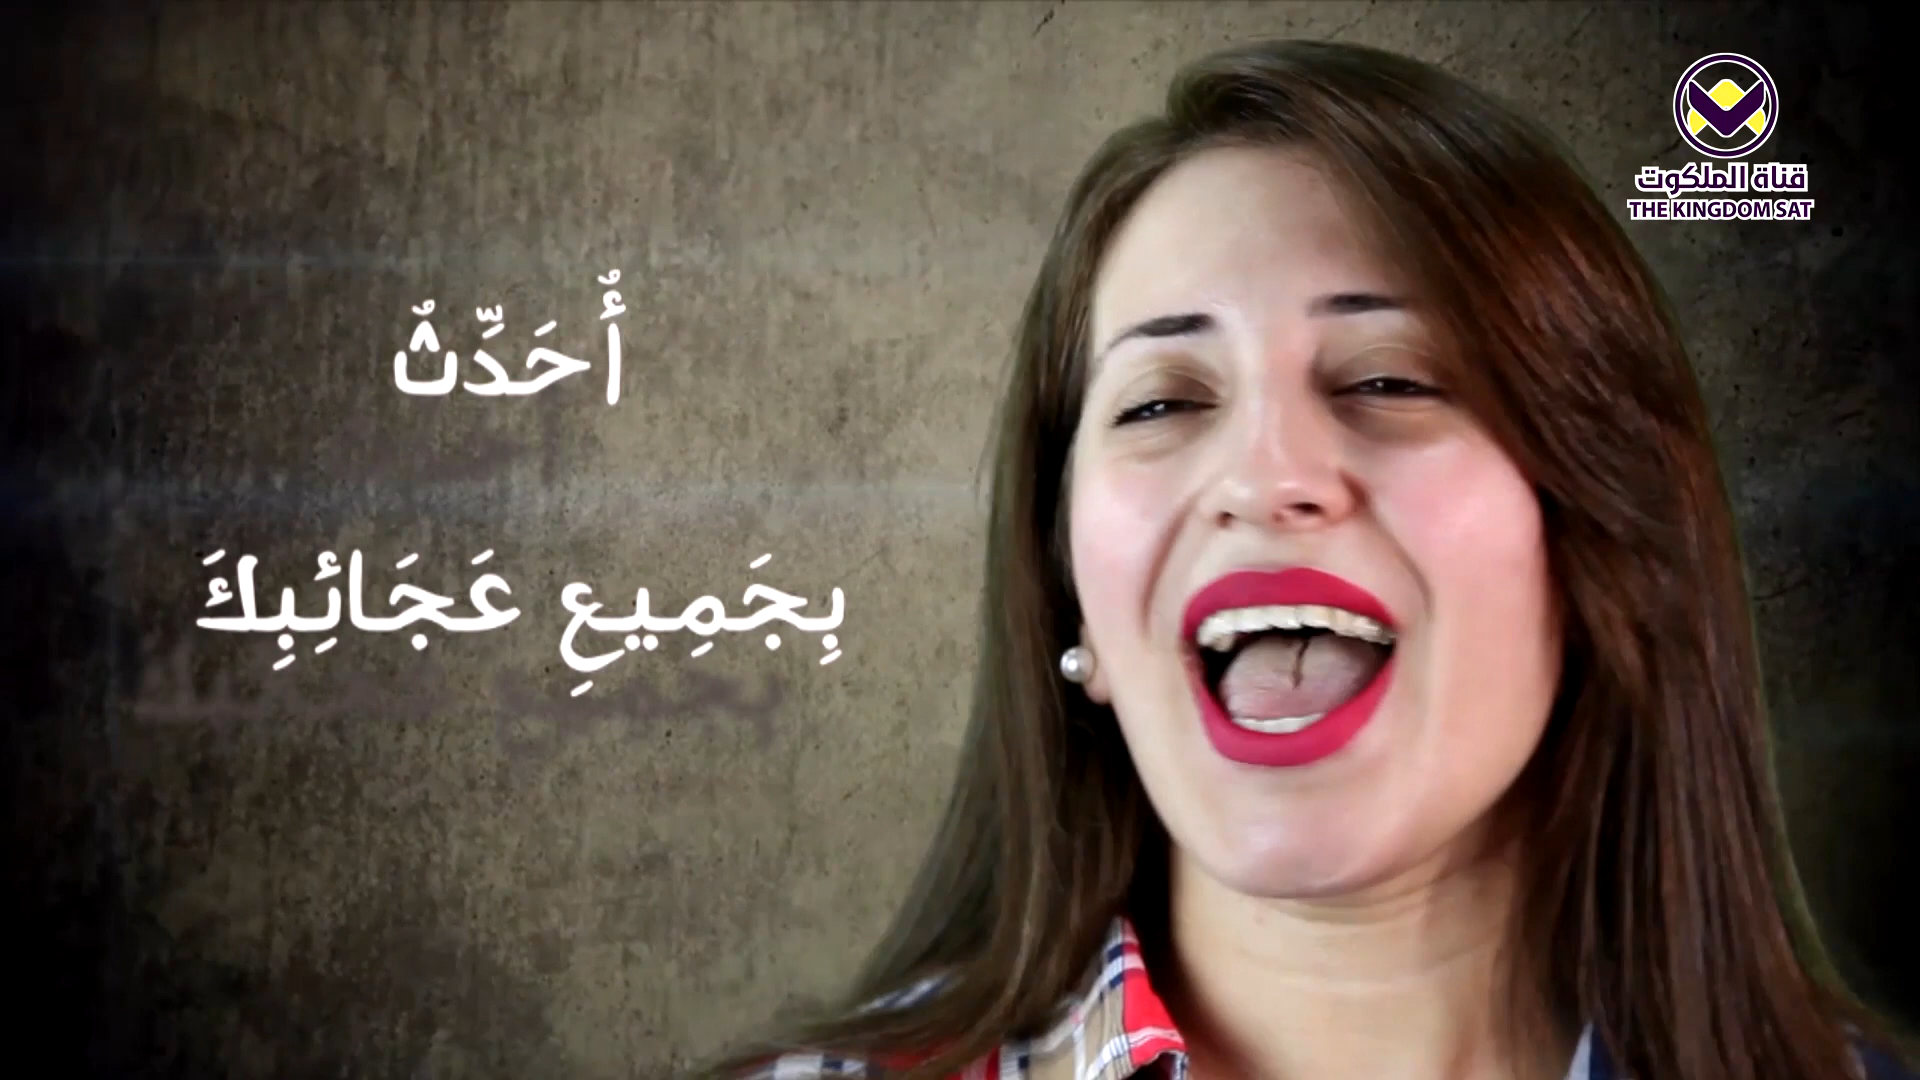 قناة الملكوت
THE KINGDOM SAT
أُحَدِّثُ
بِجَمِيعِ عَجَائِبِكَ